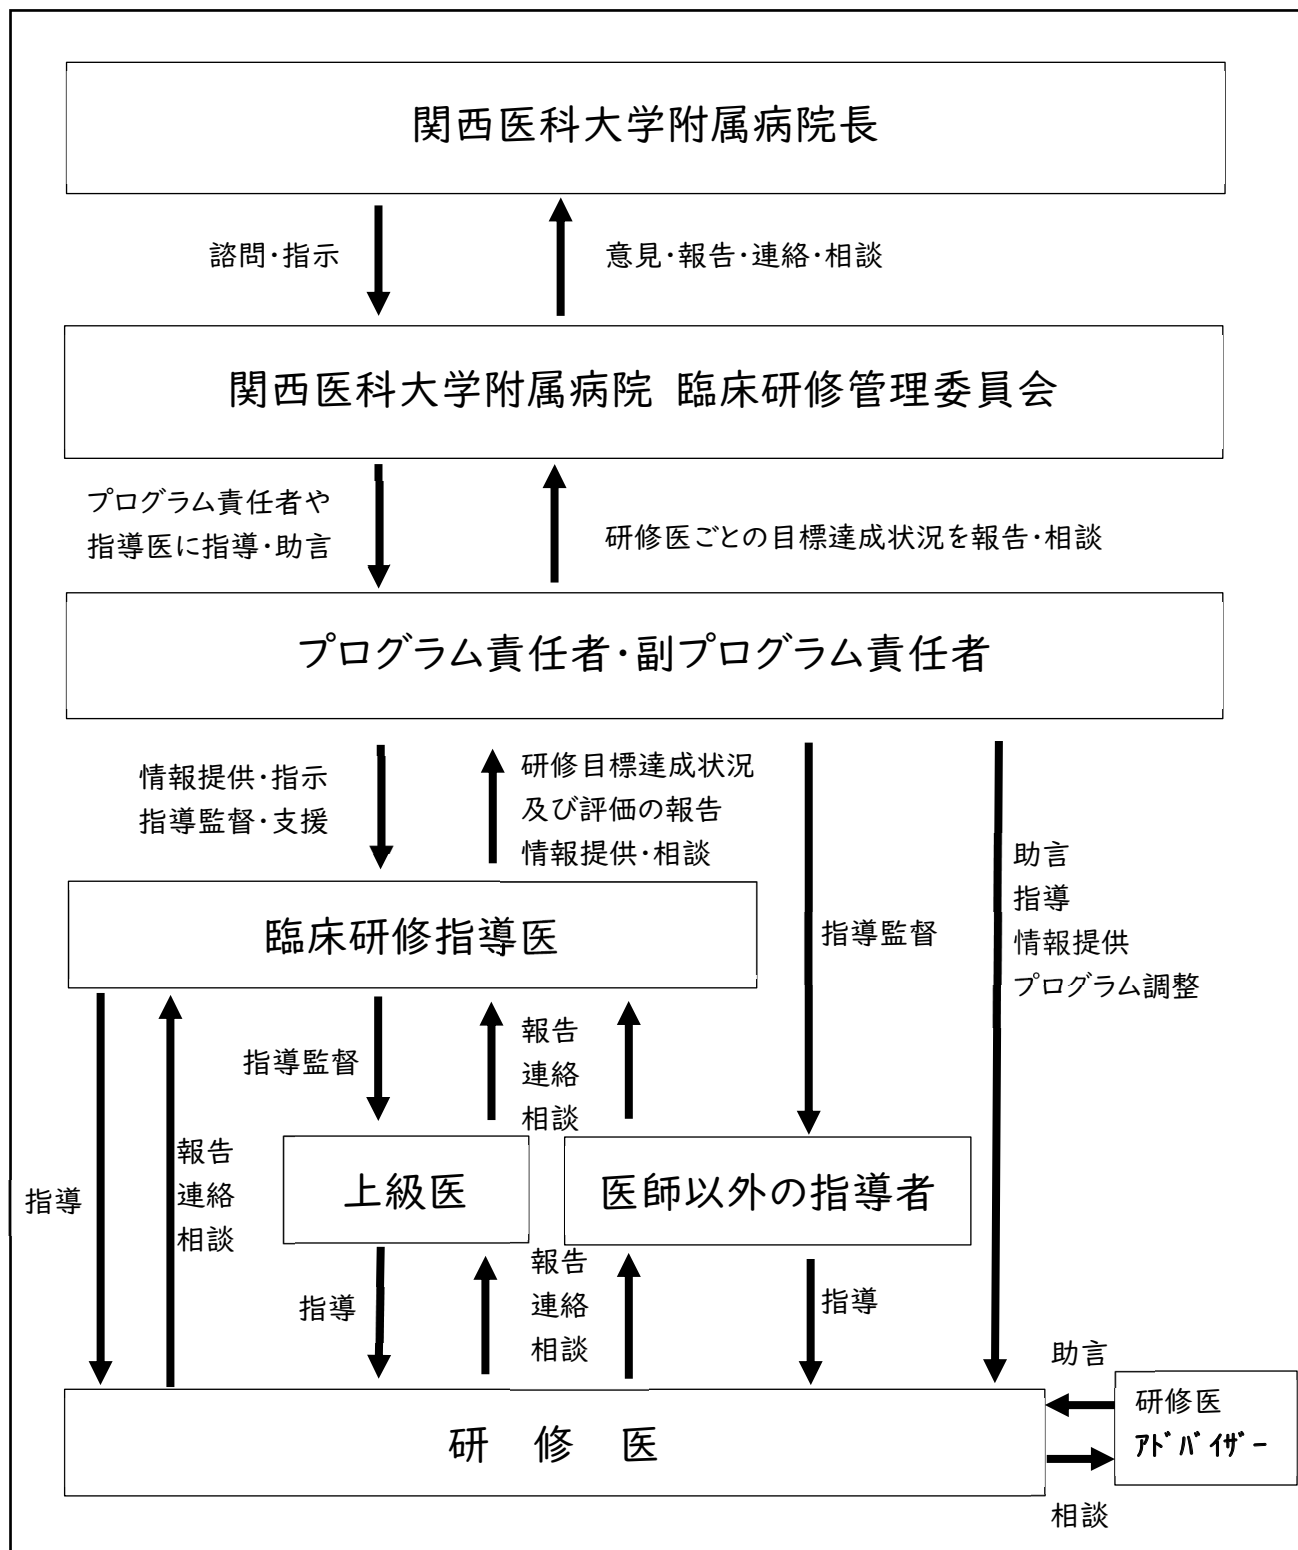 関西医科大学附属病院長
諮問・指示
意見・報告・連絡・相談
関西医科大学附属病院 臨床研修管理委員会
プログラム責任者や
指導医に指導・助言
研修医ごとの目標達成状況を報告・相談
プログラム責任者・副プログラム責任者
情報提供・指示
指導監督・支援
研修目標達成状況
及び評価の報告
情報提供・相談
指導監督
助言
指導
情報提供
プログラム調整
臨床研修指導医
指導
報告
連絡
相談
指導監督
報告
連絡
相談
上級医
医師以外の指導者
指導
報告
連絡
相談
指導
研 修 医
助言
研修医
ｱﾄﾞﾊﾞｲｻﾞｰ
相談